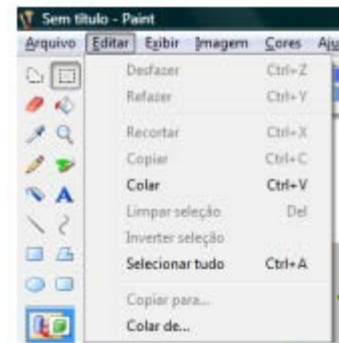 Sem título - Paint
Arquivo Editar Exibir Imagem Cores Aju
Desfazer Ctrl+Z
Refazer Ctrl+Y
Recortar Ctrl+X
Copiar Ctrl+C
Colar Ctrl+V
Limpar seleção Del
Inverter seleção
Selecionar tudo Ctrl+A
Copiar para...
Colar de...